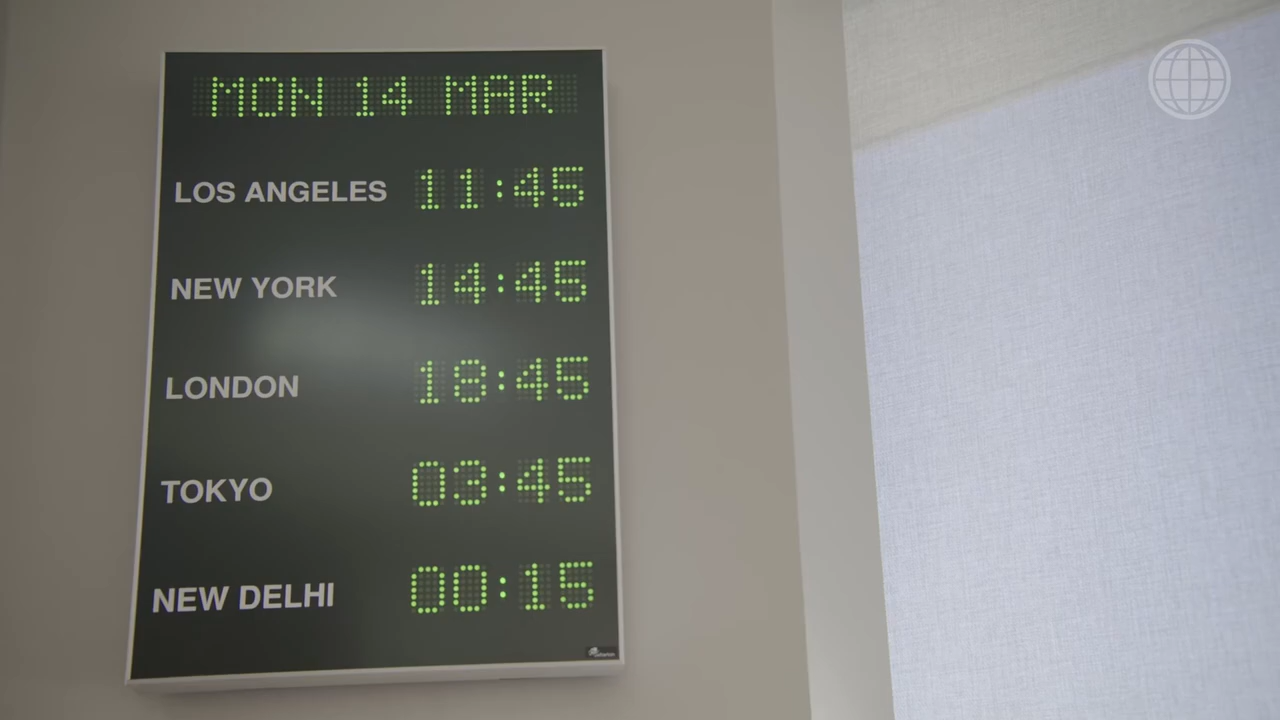 MON 14 MAR
LOS ANGELES 11:45
NEW YORK 14:45
LONDON 18:45
TOKYO 03:45
NEW DELHI 00:15